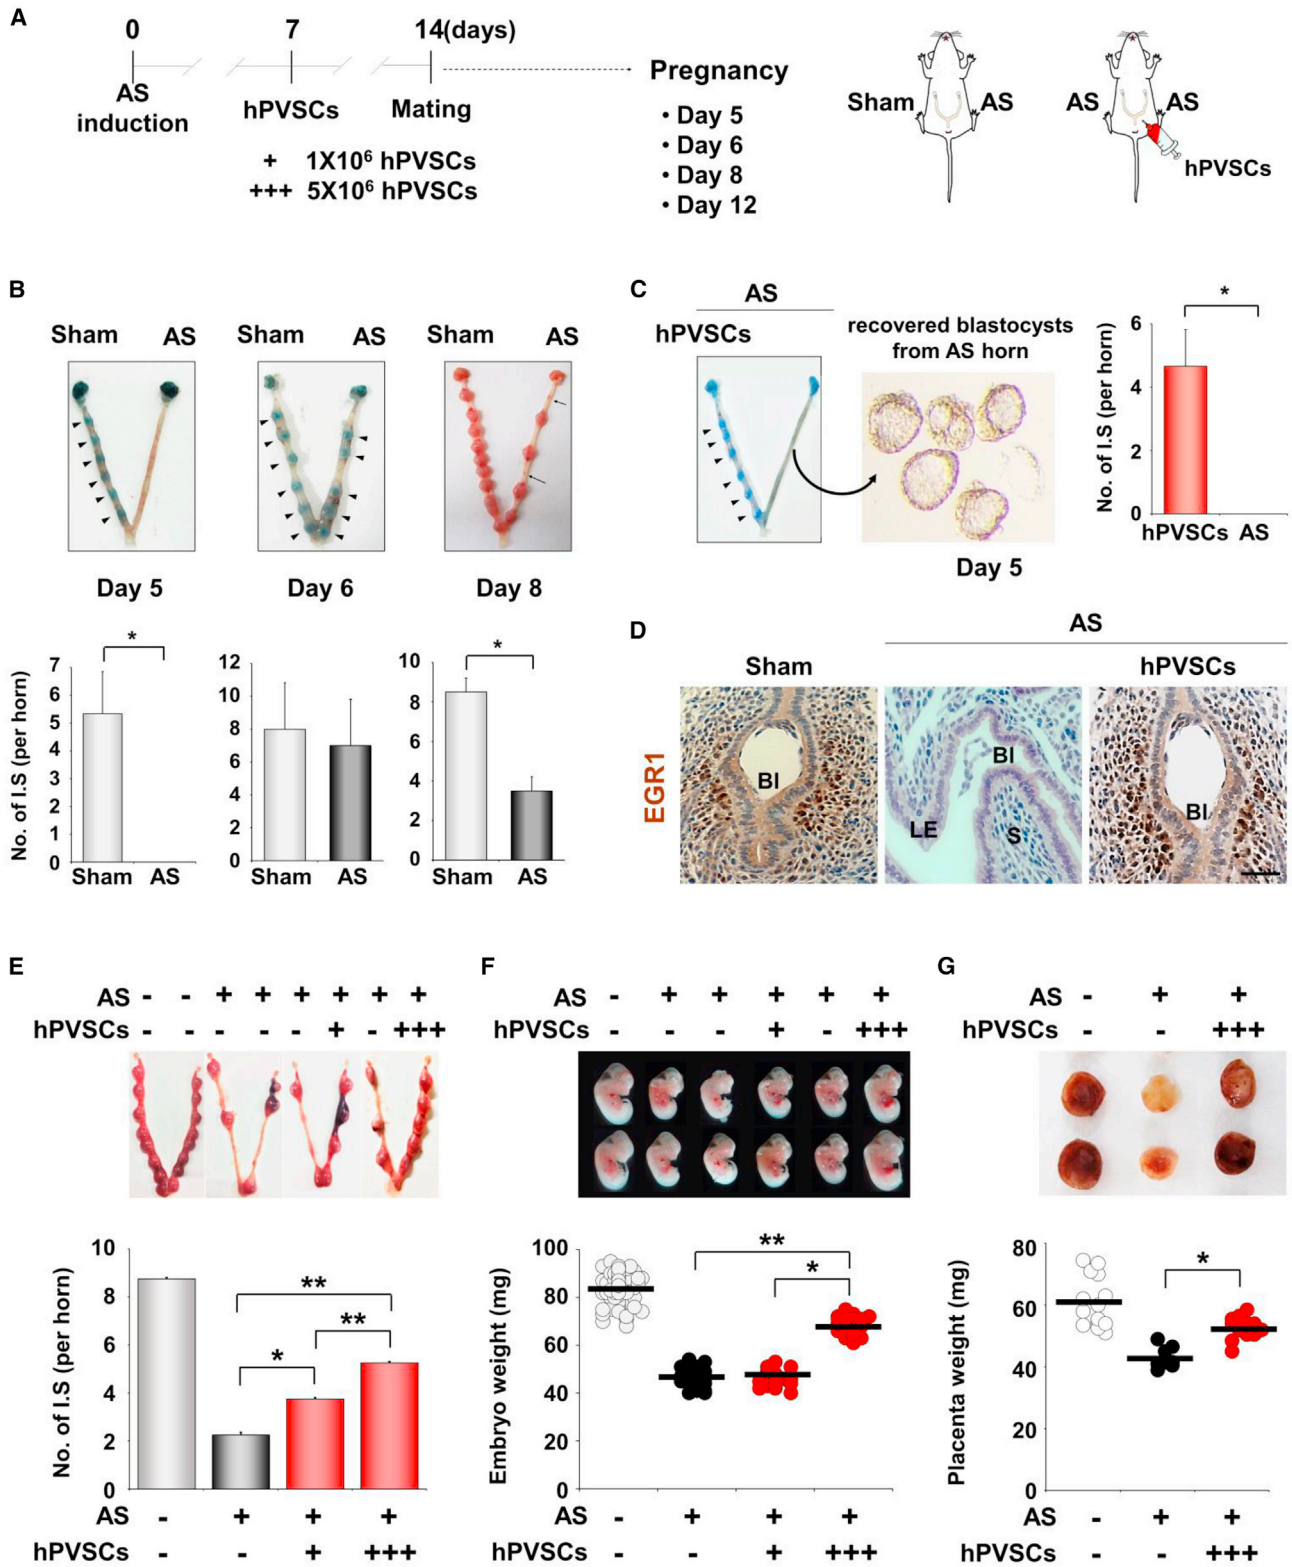 A
0 7 14(days)
AS induction
hPVSCs
Mating
+ 1X10⁶ hPVSCs
+++ 5X10⁶ hPVSCs
Pregnancy
• Day 5
• Day 6
• Day 8
• Day 12
Sham AS
AS AS
hPVSCs
B
Sham AS Sham AS Sham AS
Day 5 Day 6 Day 8
No. of I.S (per horn)
7
6
5
4
3
2
1
0
*
Sham AS
12
10
8
6
4
2
0
Sham AS
10
8
6
4
2
0
*
Sham AS
C
AS
hPVSCs
recovered blastocysts
from AS horn
Day 5
No. of I.S (per horn)
6
4
2
0
*
hPVSCs AS
D
AS
Sham hPVSCs
EGR1
Bl
Bl
LE
S
Bl
E
AS - - + + + + + +
hPVSCs - - - - - + - +++
No. of I.S (per horn)
10
8
6
4
2
0
**
**
*
AS - + + +
hPVSCs - - + +++
F
AS - + + + + +
hPVSCs - - - + - +++
Embryo weight (mg)
100
80
60
40
20
0
**
*
AS - + + +
hPVSCs - - + +++
G
AS - + +
hPVSCs - - +++
Placenta weight (mg)
80
60
40
20
0
*
AS - + +
hPVSCs - - +++